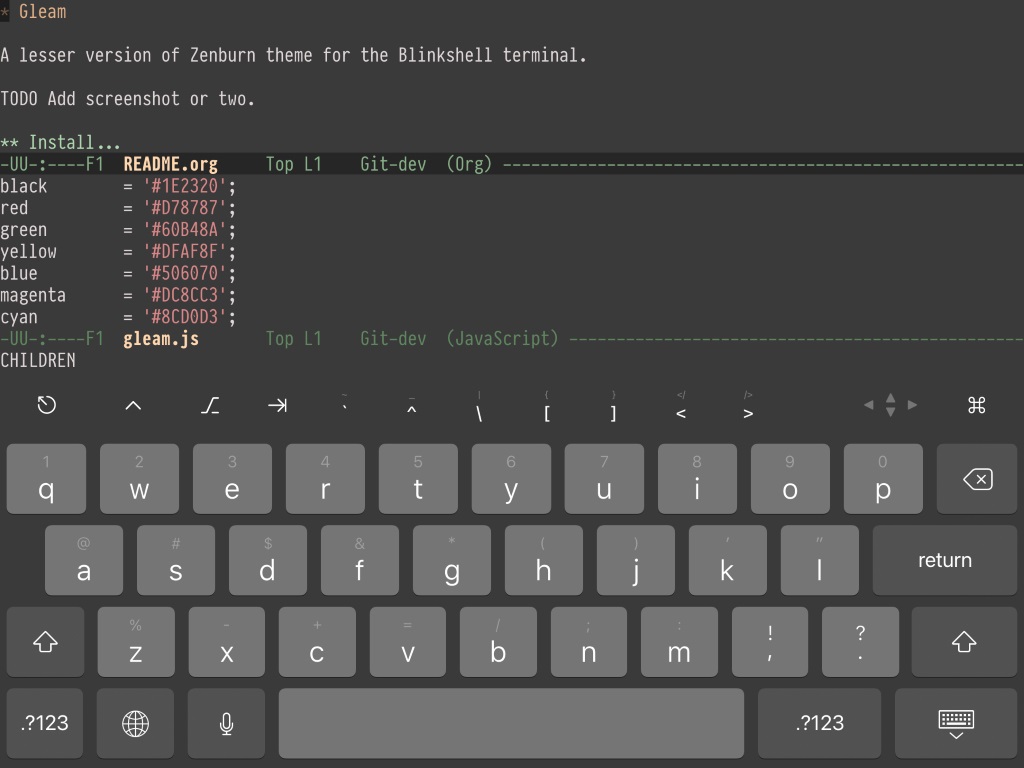 * Gleam
A lesser version of Zenburn theme for the Blinkshell terminal.
TODO Add screenshot or two.
** Install...
-UU-:----F1  README.org     Top L1    Git-dev  (Org) -------------------------------------------------------
black        = '#1E2320';
red          = '#D78787';
green        = '#60B48A';
yellow       = '#DFAF8F';
blue         = '#506070';
magenta      = '#DC8CC3';
cyan         = '#8CD0D3';
-UU-:----F1  gleam.js       Top L1    Git-dev  (JavaScript) ------------------------------------------------
CHILDREN
~ _ | { } </ />
` ^ \ [ ] < > ⌘
1 2 3 4 5 6 7 8 9 0
q w e r t y u i o p
@ # $ & * ( ) ' "
a s d f g h j k l return
% - + = / ; : ! ?
z x c v b n m , .
.?123 .?123